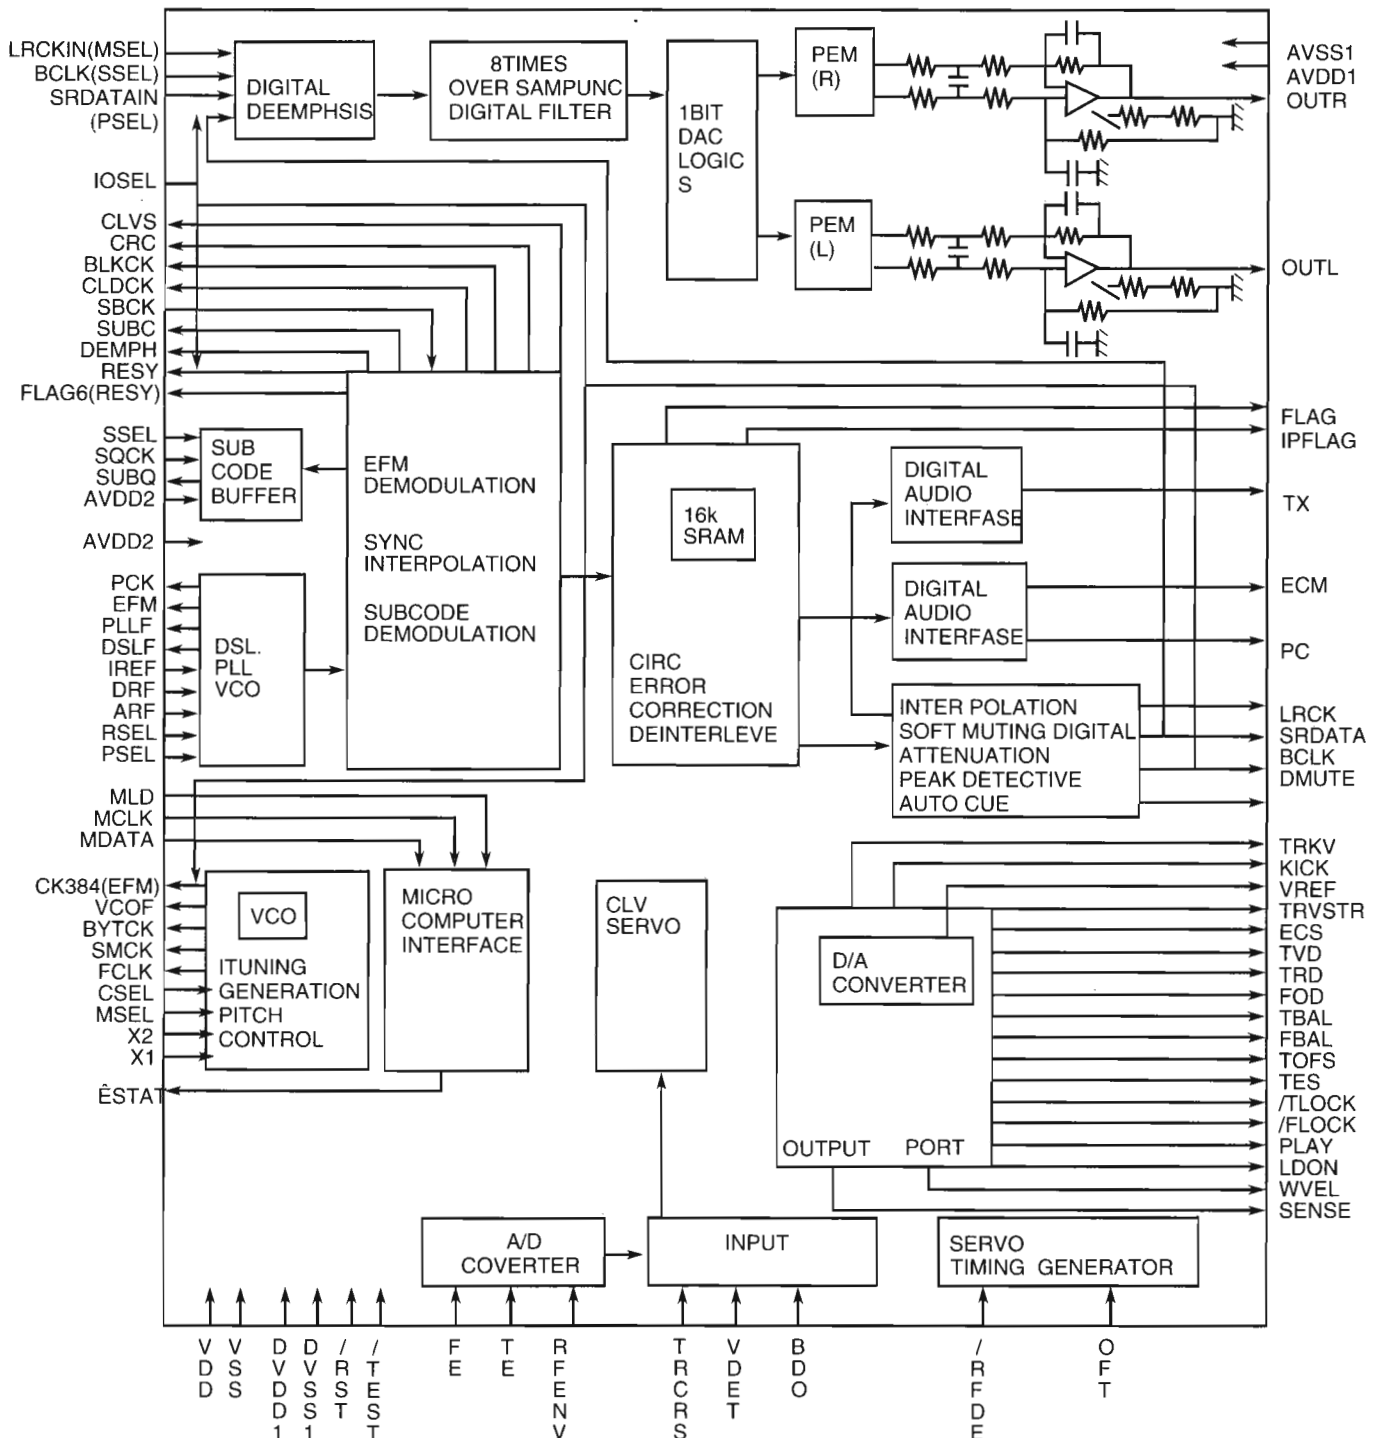 LRCKIN(MSEL)
BCLK(SSEL)
SRDATAIN
(PSEL)
IOSEL
CLVS
CRC
BLKCK
CLDCK
SBCK
SUBC
DEMPH
RESY
FLAG6(RESY)
SSEL
SQCK
SUBQ
AVDD2
AVDD2
PCK
EFM
PLLF
DSLF
IREF
DRF
ARF
RSEL
PSEL
MLD
MCLK
MDATA
CK384(EFM)
VCOF
BYTCK
SMCK
FCLK
CSEL
MSEL
X2
X1
ÊSTAT
DIGITAL
DEEMPHSIS
8TIMES
OVER SAMPUNC
DIGITAL FILTER
1BIT
DAC
LOGIC
S
PEM
(R)
PEM
(L)
SUB
CODE
BUFFER
EFM
DEMODULATION
SYNC
INTERPOLATION
SUBCODE
DEMODULATION
DSL.
PLL
VCO
16k
SRAM
CIRC
ERROR
CORRECTION
DEINTERLEVE
DIGITAL
AUDIO
INTERFASE
DIGITAL
AUDIO
INTERFASE
INTER POLATION
SOFT MUTING DIGITAL
ATTENUATION
PEAK DETECTIVE
AUTO CUE
VCO
ITUNING
GENERATION
PITCH
CONTROL
MICRO
COMPUTER
INTERFACE
CLV
SERVO
D/A
CONVERTER
OUTPUT PORT
A/D
COVERTER
INPUT
SERVO
TIMING GENERATOR
AVSS1
AVDD1
OUTR
OUTL
FLAG
IPFLAG
TX
ECM
PC
LRCK
SRDATA
BCLK
DMUTE
TRKV
KICK
VREF
TRVSTR
ECS
TVD
TRD
FOD
TBAL
FBAL
TOFS
TES
/TLOCK
/FLOCK
PLAY
LDON
WVEL
SENSE
VDD
VSS
DVDD1
DVSS1
/RST
/TEST
FE
TE
RFENV
TRCRS
VDET
BDO
/RFDE
OFT